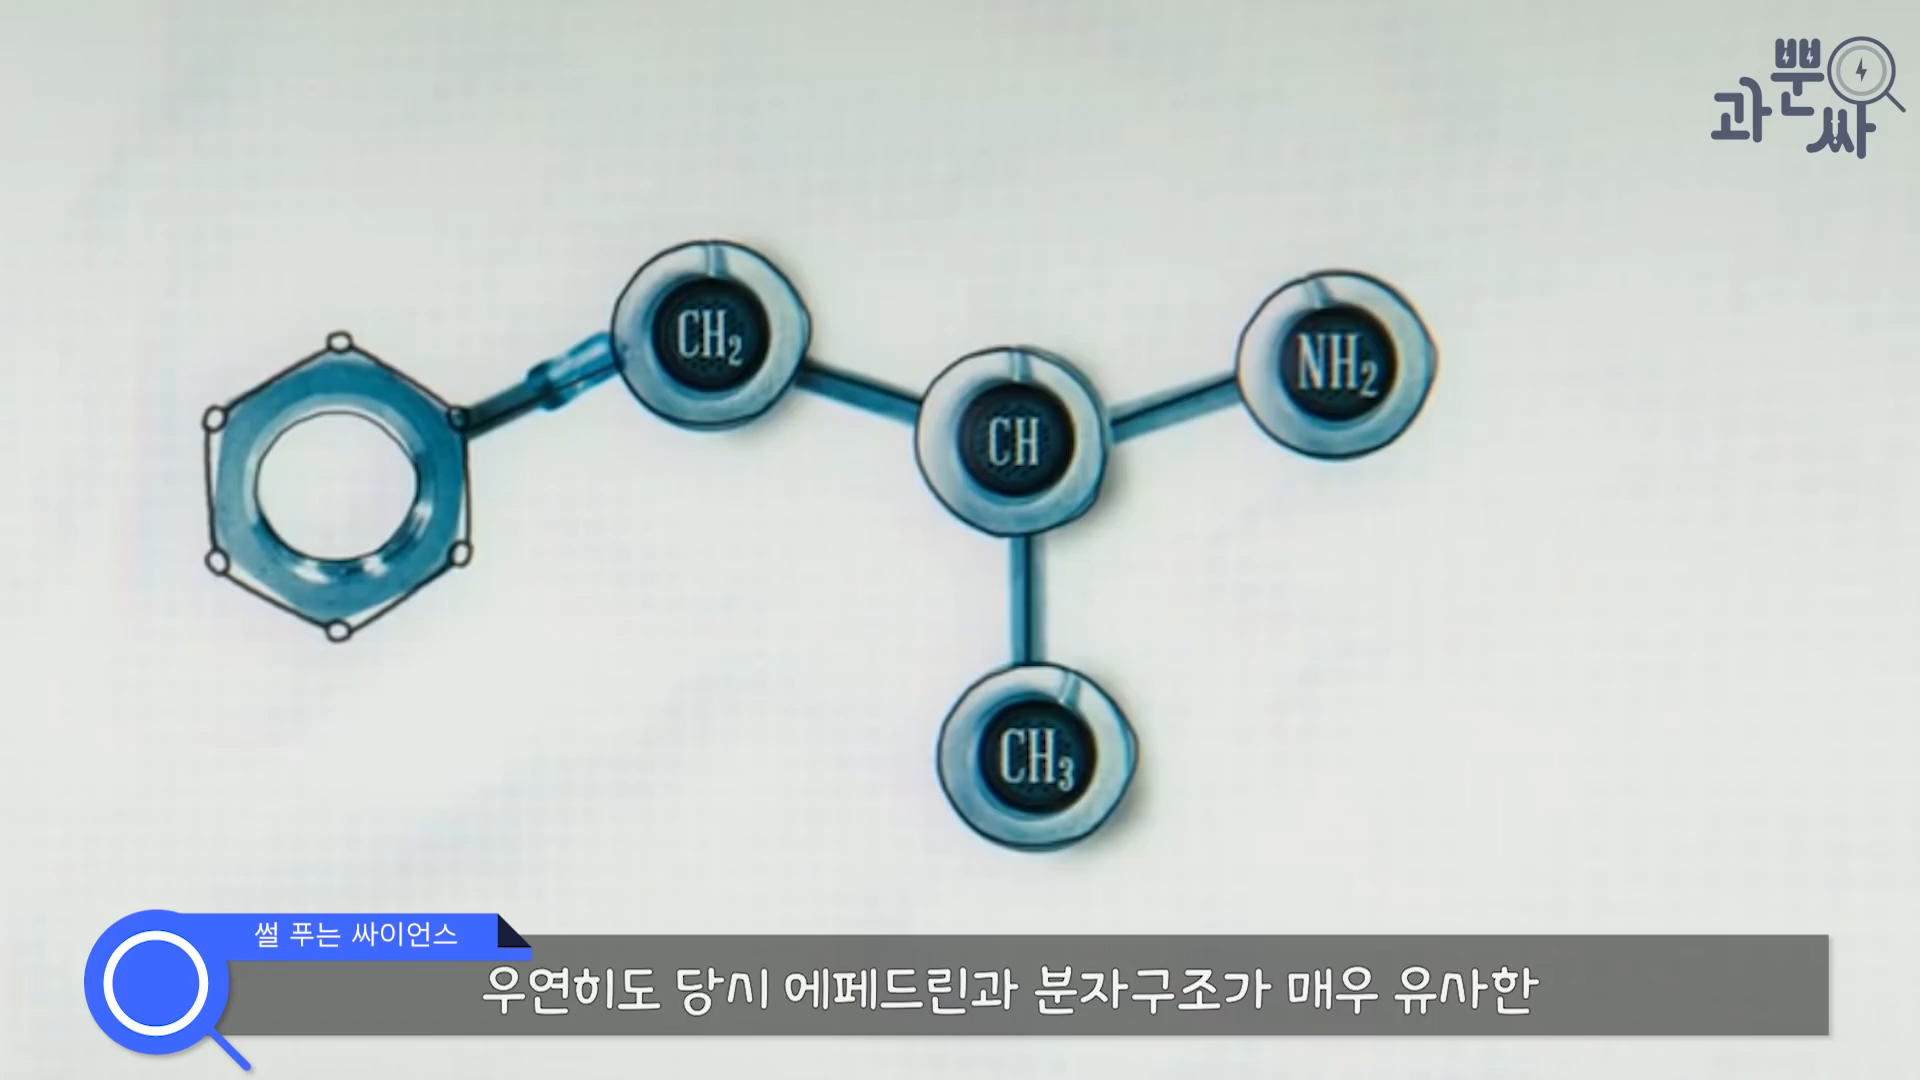 과뿐싸
CH₂
CH
NH₂
CH₃
썰 푸는 싸이언스
우연히도 당시 에페드린과 분자구조가 매우 유사한